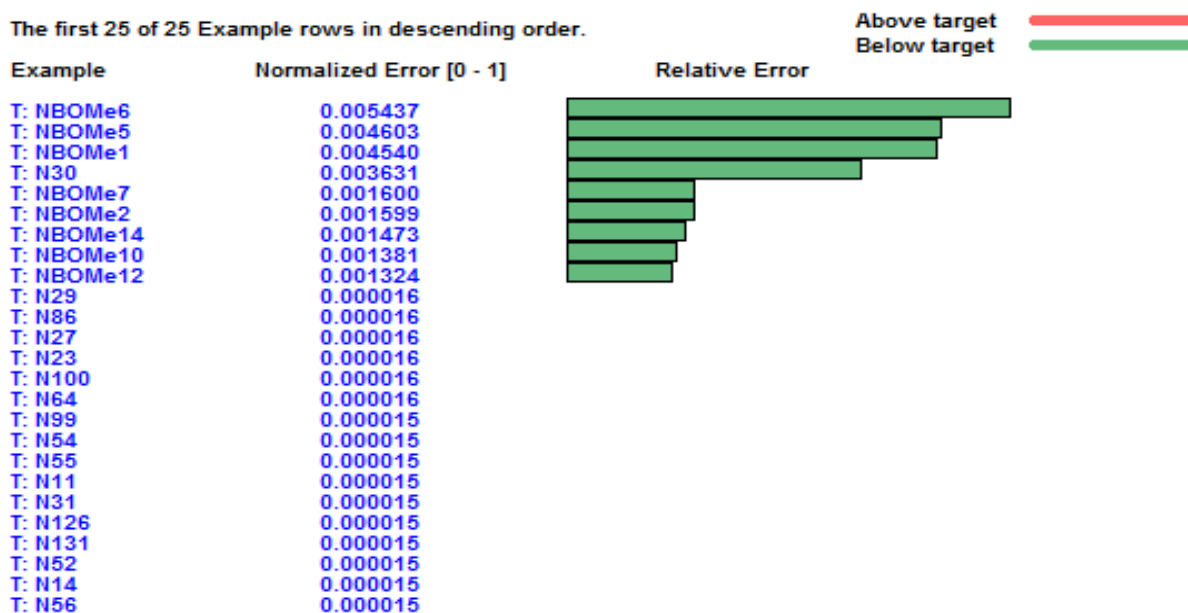 The first 25 of 25 Example rows in descending order.
Above target
Below target
Example Normalized Error [0 - 1] Relative Error
T: NBOMe6 0.005437
T: NBOMe5 0.004603
T: NBOMe1 0.004540
T: N30 0.003631
T: NBOMe7 0.001600
T: NBOMe2 0.001599
T: NBOMe14 0.001473
T: NBOMe10 0.001381
T: NBOMe12 0.001324
T: N29 0.000016
T: N86 0.000016
T: N27 0.000016
T: N23 0.000016
T: N100 0.000016
T: N64 0.000016
T: N99 0.000015
T: N54 0.000015
T: N55 0.000015
T: N11 0.000015
T: N31 0.000015
T: N126 0.000015
T: N131 0.000015
T: N52 0.000015
T: N14 0.000015
T: N56 0.000015